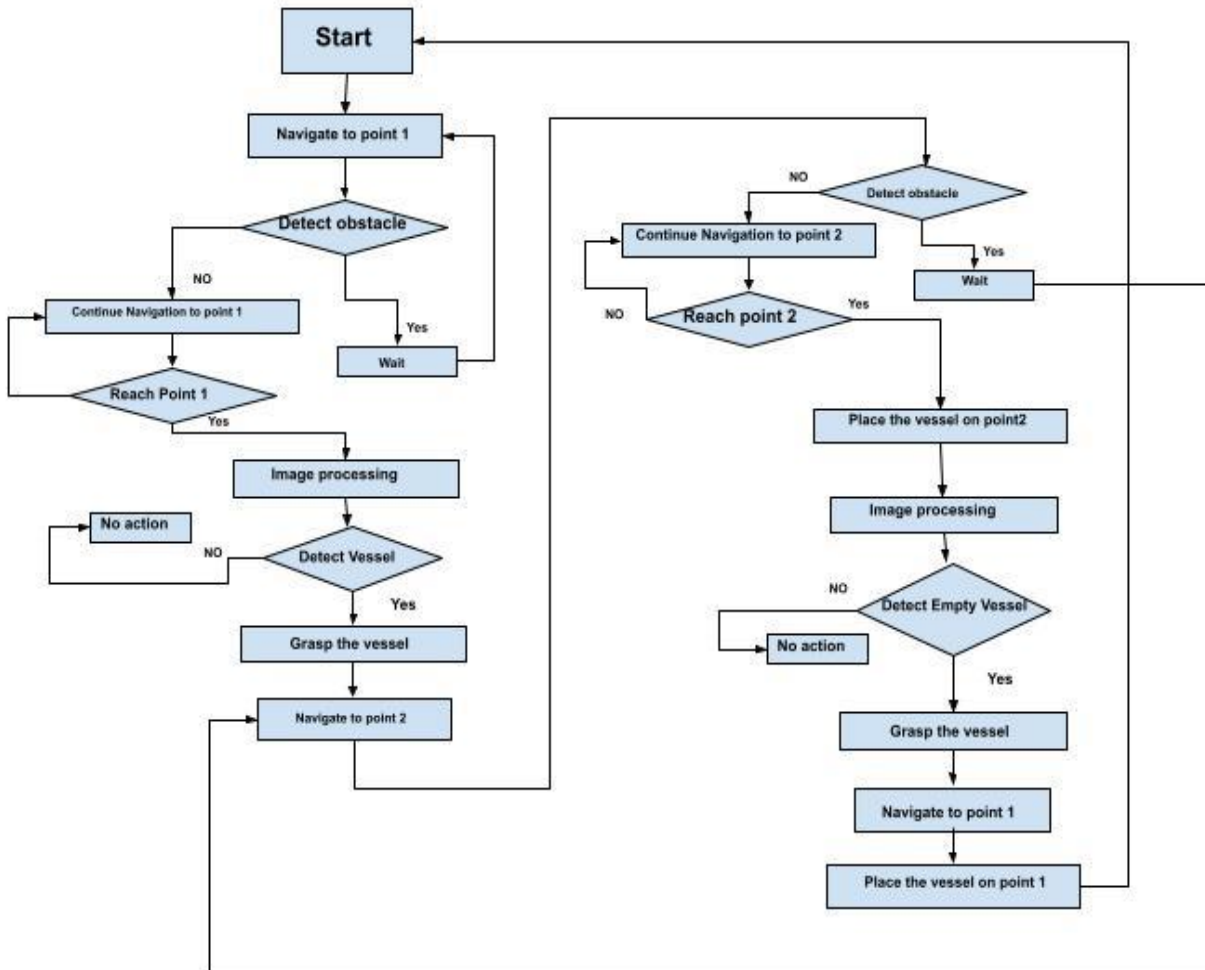 Start
Navigate to point 1
Detect obstacle
NO
Continue Navigation to point 1
Yes
Wait
Reach Point 1
Yes
Image processing
No action
NO
Detect Vessel
Yes
Grasp the vessel
Navigate to point 2
NO
Detect obstacle
Continue Navigation to point 2
Yes
Wait
NO
Reach point 2
Yes
Place the vessel on point2
Image processing
NO
Detect Empty Vessel
No action
Yes
Grasp the vessel
Navigate to point 1
Place the vessel on point 1